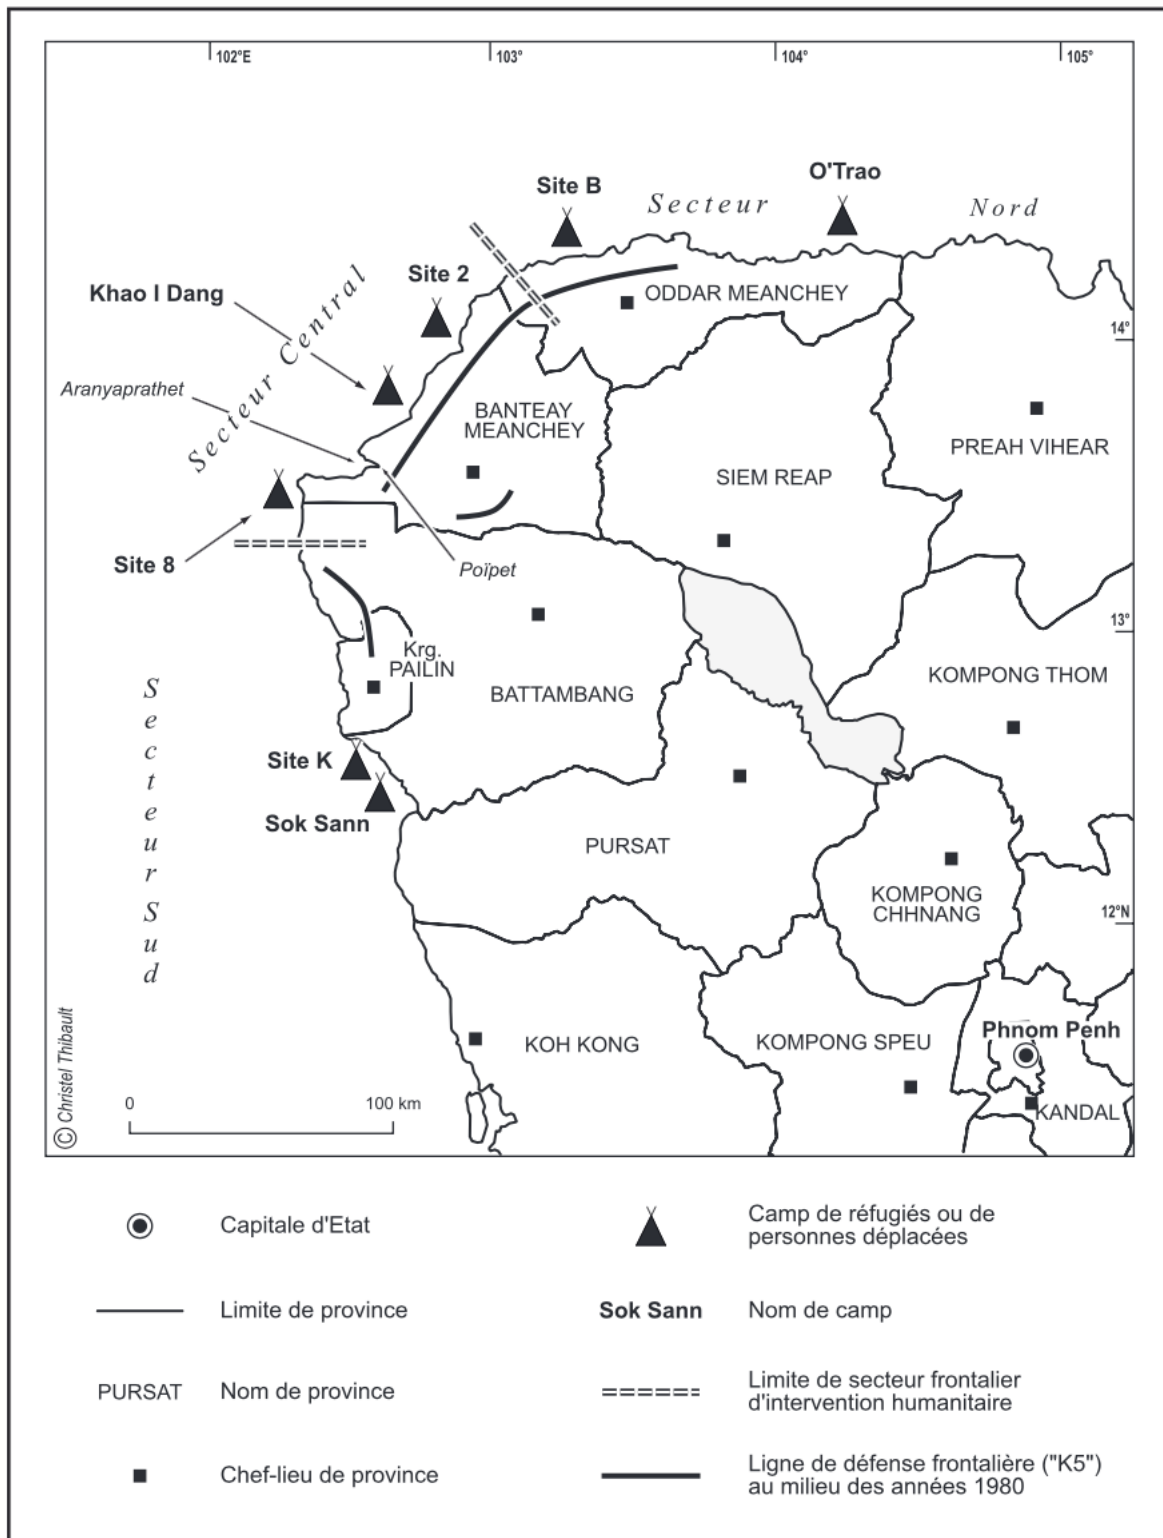 102°E
103°
104°
105°
O'Trao
Site B
Secteur Nord
Site 2
Khao I Dang
Secteur Central
ODDAR MEANCHEY
14°
Aranyaprathet
BANTEAY
MEANCHEY
PREAH VIHEAR
SIEM REAP
Site 8
Poïpet
13°
Krg.
PAILIN
BATTAMBANG
KOMPONG THOM
Secteur Sud
Site K
Sok Sann
PURSAT
KOMPONG
CHHNANG
12°N
Phnom Penh
KOH KONG
KOMPONG SPEU
KANDAL
0
100 km
© Christel Thibault
Capitale d'Etat
Camp de réfugiés ou de
personnes déplacées
Limite de province
Sok Sann
Nom de camp
PURSAT
Nom de province
Limite de secteur frontalier
d'intervention humanitaire
Chef-lieu de province
Ligne de défense frontalière ("K5")
au milieu des années 1980